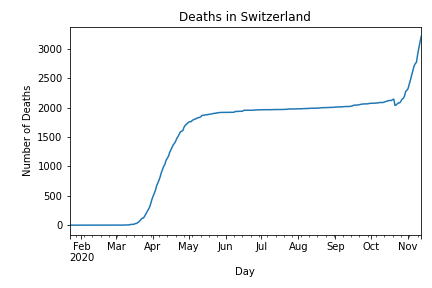 Deaths in Switzerland
Number of Deaths
3000
2500
2000
1500
1000
500
0
Feb Mar Apr May Jun Jul Aug Sep Oct Nov
2020
Day